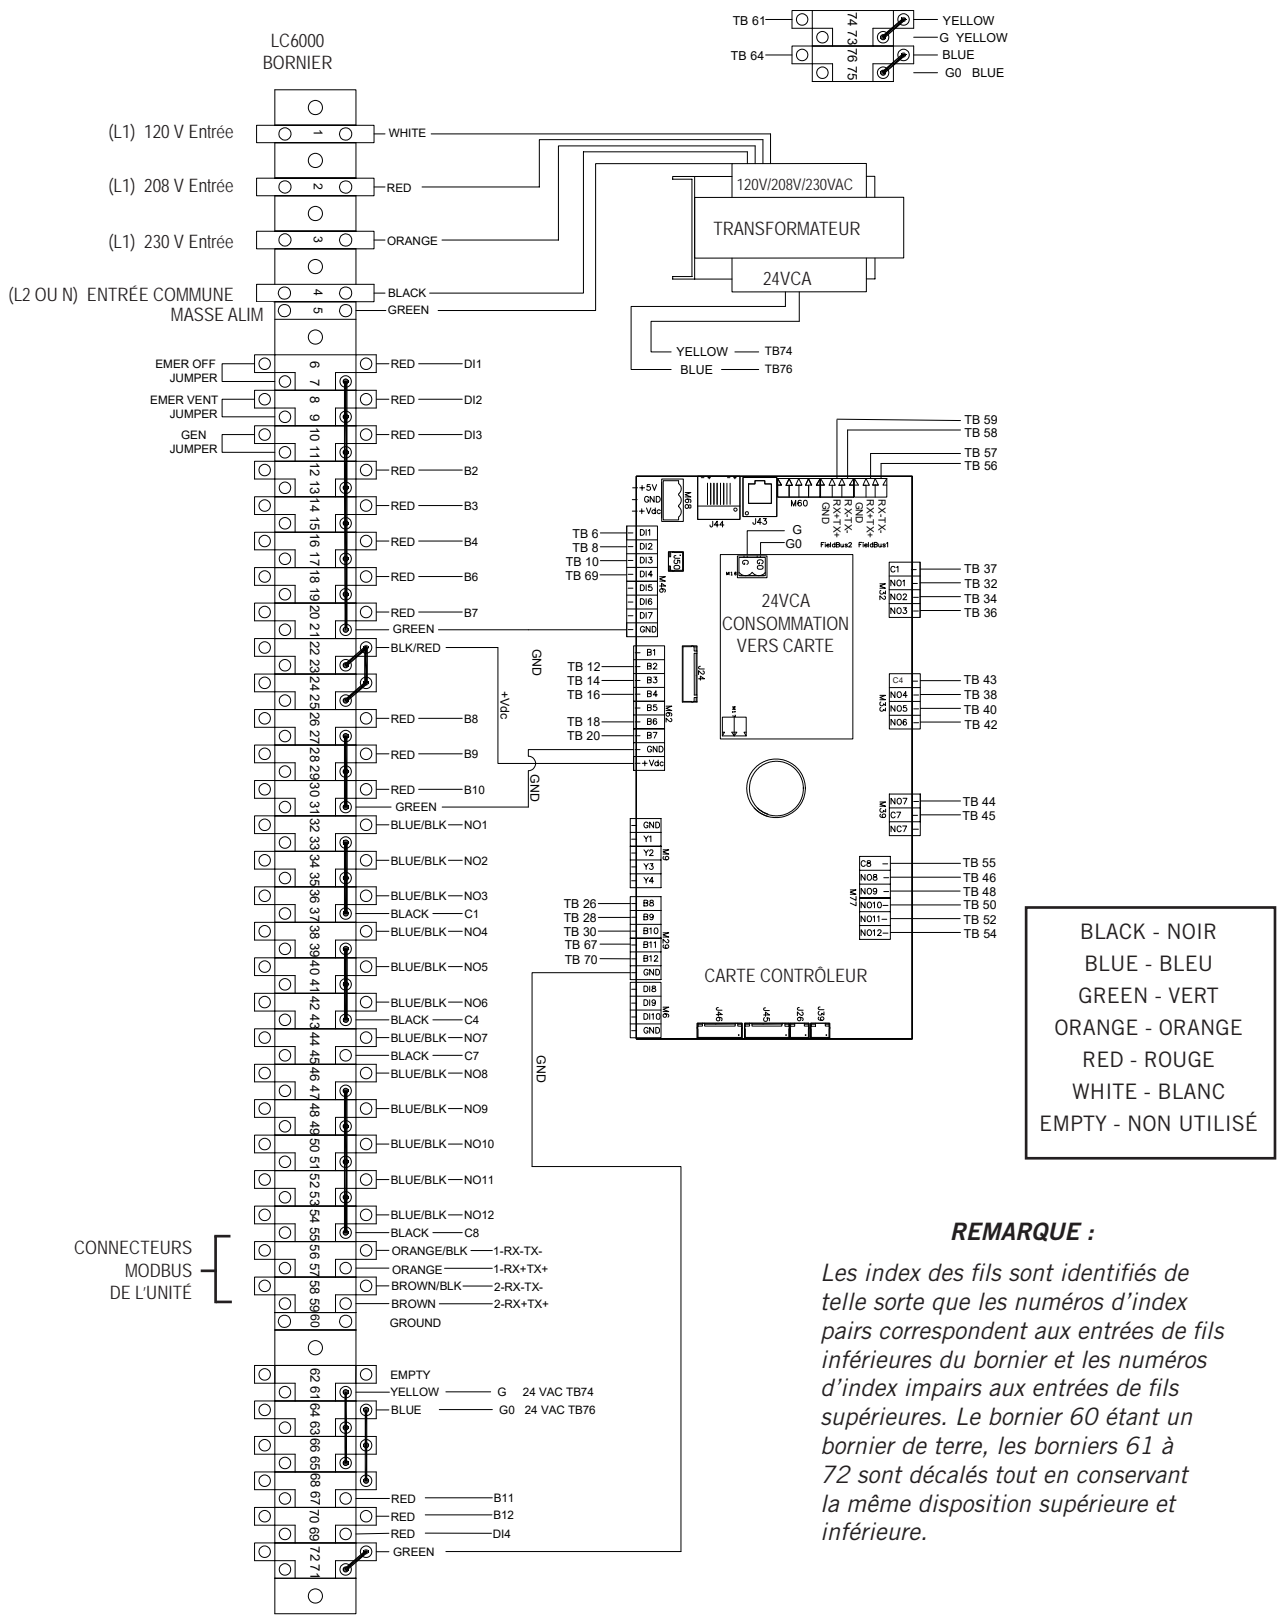 TB 61
74
YELLOW
73
G YELLOW
TB 64
76
BLUE
75
G0 BLUE
LC6000
BORNIER
(L1) 120 V Entrée
1
WHITE
(L1) 208 V Entrée
2
RED
(L1) 230 V Entrée
3
ORANGE
(L2 OU N) ENTRÉE COMMUNE
4
BLACK
MASSE ALIM
5
GREEN
120V/208V/230VAC
TRANSFORMATEUR
24VCA
YELLOW
TB74
BLUE
TB76
EMER OFF
JUMPER
6
RED
DI1
7
EMER VENT
JUMPER
8
RED
DI2
9
GEN
JUMPER
10
RED
DI3
11
12
RED
B2
13
14
RED
B3
15
16
RED
B4
17
18
RED
B6
19
20
RED
B7
21
GREEN
22
BLK/RED
23
24
25
26
RED
B8
27
28
RED
B9
29
30
RED
B10
31
GREEN
32
BLUE/BLK
NO1
33
34
BLUE/BLK
NO2
35
36
BLUE/BLK
NO3
37
BLACK
C1
38
BLUE/BLK
NO4
39
40
BLUE/BLK
NO5
41
42
BLUE/BLK
NO6
43
BLACK
C4
44
BLUE/BLK
NO7
45
BLACK
C7
46
BLUE/BLK
NO8
47
48
BLUE/BLK
NO9
49
50
BLUE/BLK
NO10
51
52
BLUE/BLK
NO11
53
54
BLUE/BLK
NO12
55
BLACK
C8
CONNECTEURS
MODBUS
DE L'UNITÉ
56
ORANGE/BLK
1-RX-TX-
57
ORANGE
1-RX+TX+
58
BROWN/BLK
2-RX-TX-
59
BROWN
2-RX+TX+
60
GROUND
62
EMPTY
61
YELLOW
G 24 VAC TB74
64
BLUE
G0 24 VAC TB76
63
66
65
68
67
RED
B11
70
RED
B12
69
RED
DI4
72
GREEN
71
GND
+Vdc
GND
GND
TB 59
TB 58
TB 57
TB 56
+5V
GND
+Vdc
M68
J44
J43
M60
GND
RX+TX+
RX-TX-
GND
RX+TX+
RX-TX-
FieldBus2
FieldBus1
G
G0
G
G0
24VCA
CONSOMMATION
VERS CARTE
J50
TB 6
DI1
TB 8
DI2
TB 10
DI3
TB 69
DI4
DI5
DI6
DI7
GND
M46
B1
TB 12
B2
TB 14
B3
TB 16
B4
B5
TB 18
B6
TB 20
B7
GND
+Vdc
M62
J24
GND
Y1
Y2
Y3
Y4
M9
TB 26
B8
TB 28
B9
TB 30
B10
TB 67
B11
TB 70
B12
GND
M29
DI8
DI9
DI10
GND
M6
C1
TB 37
NO1
TB 32
NO2
TB 34
NO3
TB 36
M32
C4
TB 43
NO4
TB 38
NO5
TB 40
NO6
TB 42
M33
NO7
TB 44
C7
TB 45
NC7
M39
C8
TB 55
NO8
TB 46
NO9
TB 48
NO10
TB 50
NO11
TB 52
NO12
TB 54
M77
CARTE CONTRÔLEUR
J46
J45
J26
J39
BLACK - NOIR
BLUE - BLEU
GREEN - VERT
ORANGE - ORANGE
RED - ROUGE
WHITE - BLANC
EMPTY - NON UTILISÉ
REMARQUE :
Les index des fils sont identifiés de
telle sorte que les numéros d'index
pairs correspondent aux entrées de fils
inférieures du bornier et les numéros
d'index impairs aux entrées de fils
supérieures. Le bornier 60 étant un
bornier de terre, les borniers 61 à
72 sont décalés tout en conservant
la même disposition supérieure et
inférieure.